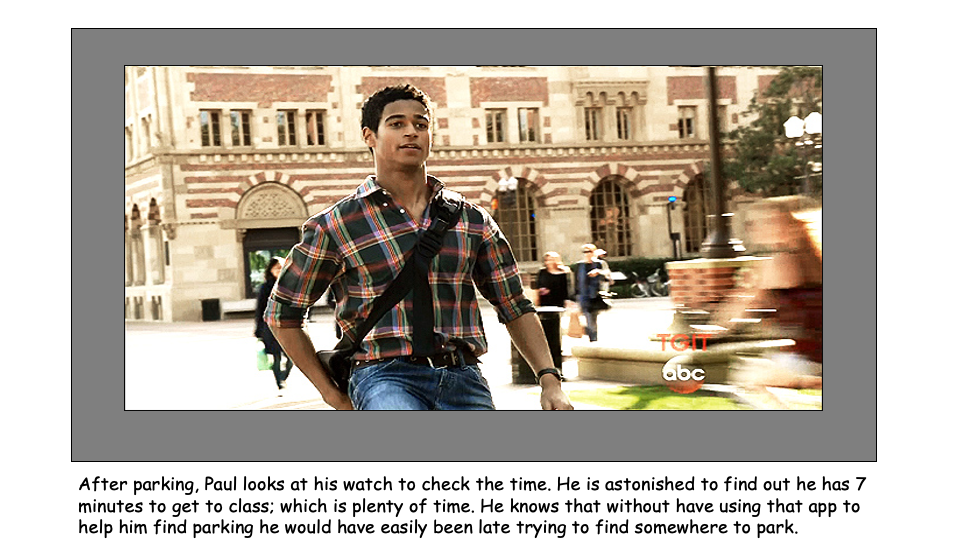 TGIT
abc
After parking, Paul looks at his watch to check the time. He is astonished to find out he has 7
minutes to get to class; which is plenty of time. He knows that without have using that app to
help him find parking he would have easily been late trying to find somewhere to park.